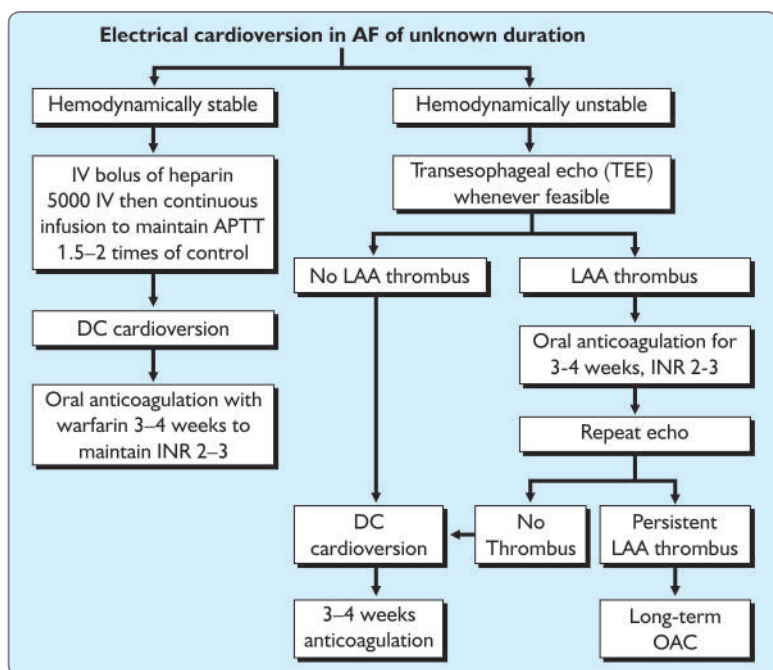 Electrical cardioversion in AF of unknown duration
Hemodynamically stable
Hemodynamically unstable
IV bolus of heparin
5000 IV then continuous
infusion to maintain APTT
1.5–2 times of control
Transesophageal echo (TEE)
whenever feasible
No LAA thrombus
LAA thrombus
DC cardioversion
Oral anticoagulation for
3-4 weeks, INR 2-3
Oral anticoagulation with
warfarin 3–4 weeks to
maintain INR 2–3
Repeat echo
DC
cardioversion
No
Thrombus
Persistent
LAA thrombus
3–4 weeks
anticoagulation
Long-term
OAC